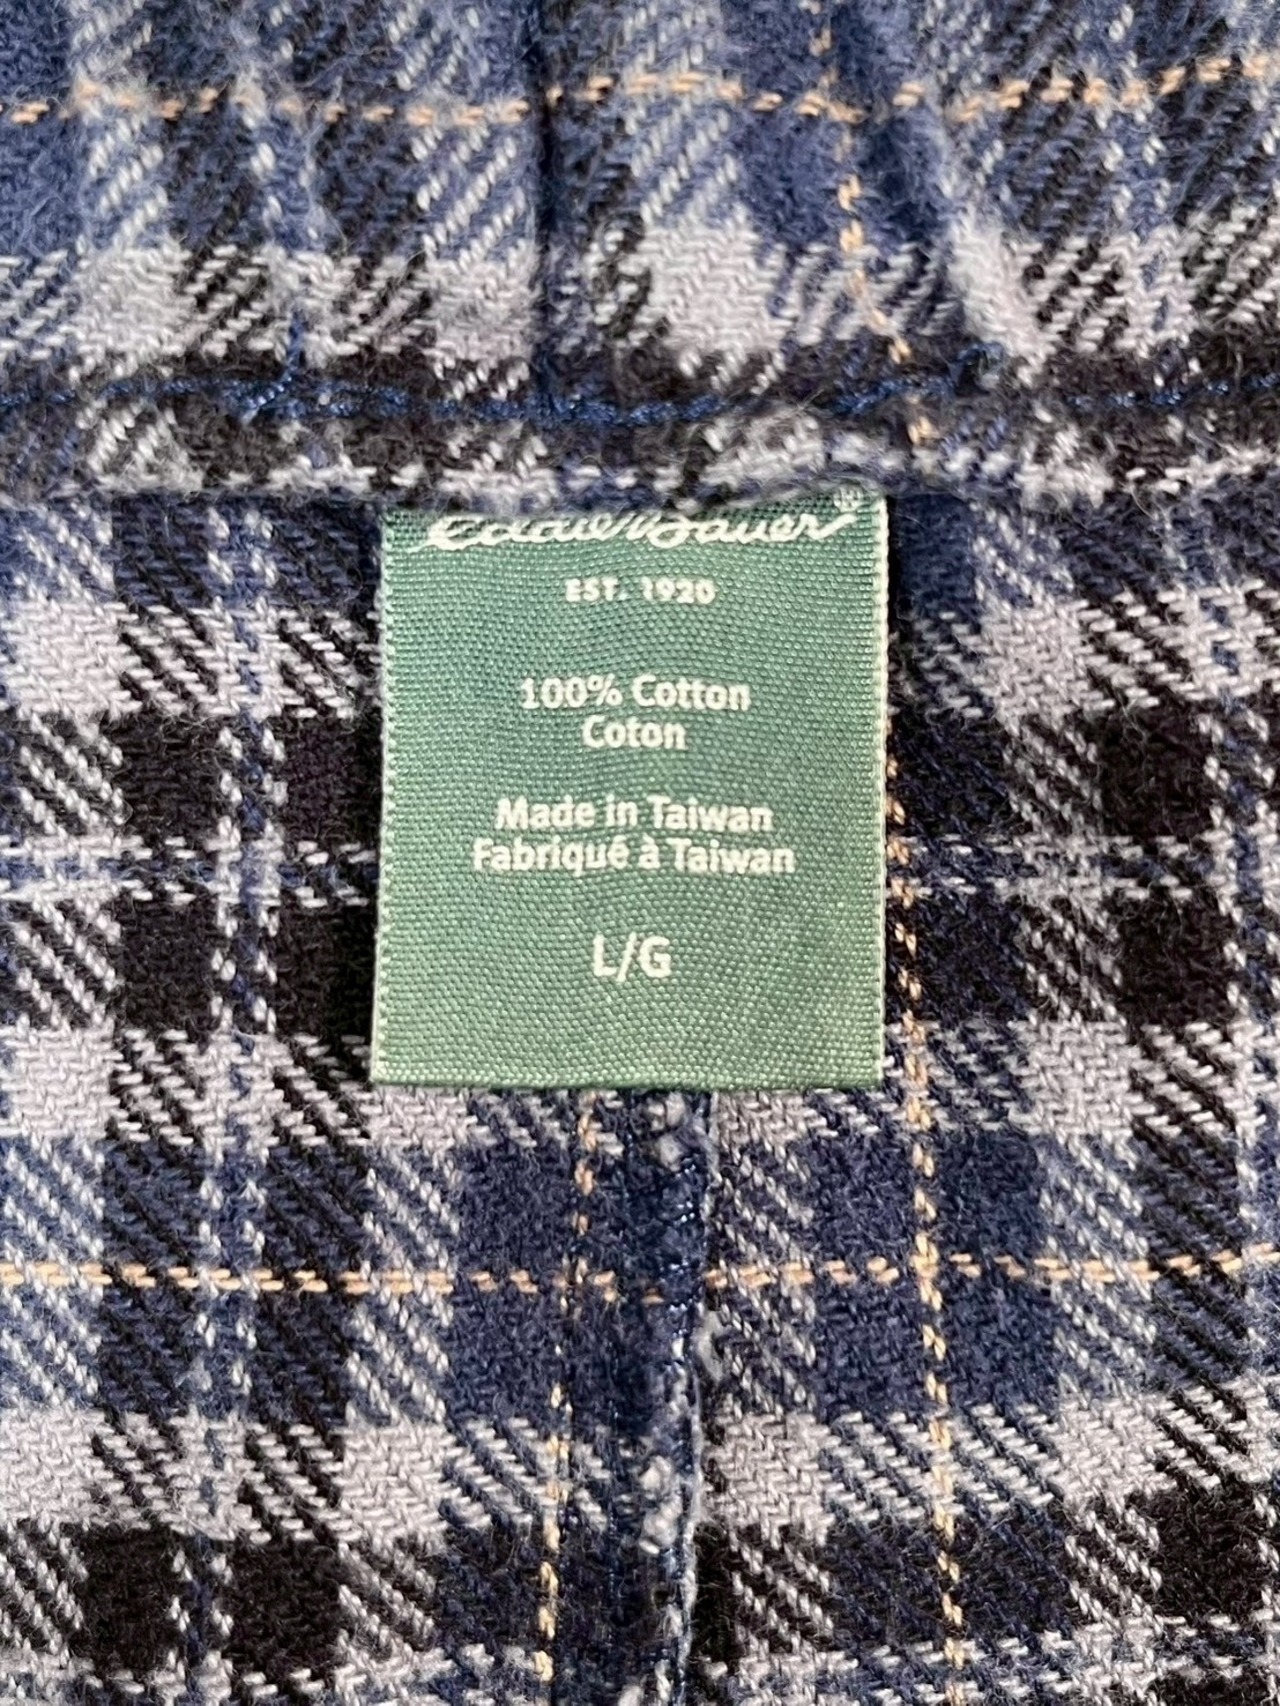 Eddie Bauer®
EST. 1920
100% Cotton
Coton
Made in Taiwan
Fabriqué à Taiwan
L/G